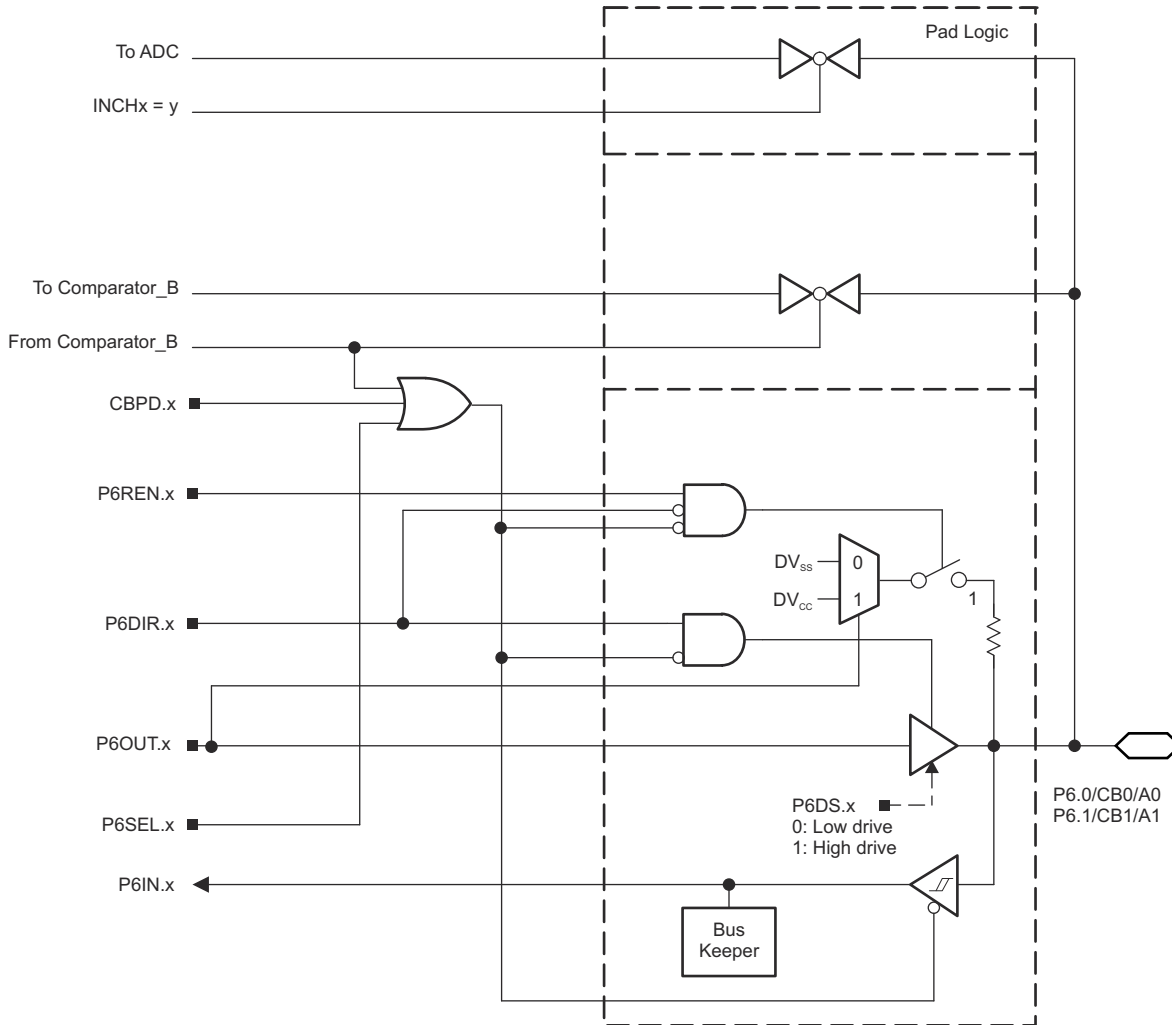 Pad Logic
To ADC
INCHx = y
To Comparator_B
From Comparator_B
CBPD.x
P6REN.x
DVSS 0
DVCC 1
1
P6DIR.x
P6OUT.x
P6DS.x
0: Low drive
1: High drive
P6.0/CB0/A0
P6.1/CB1/A1
P6SEL.x
P6IN.x
Bus
Keeper